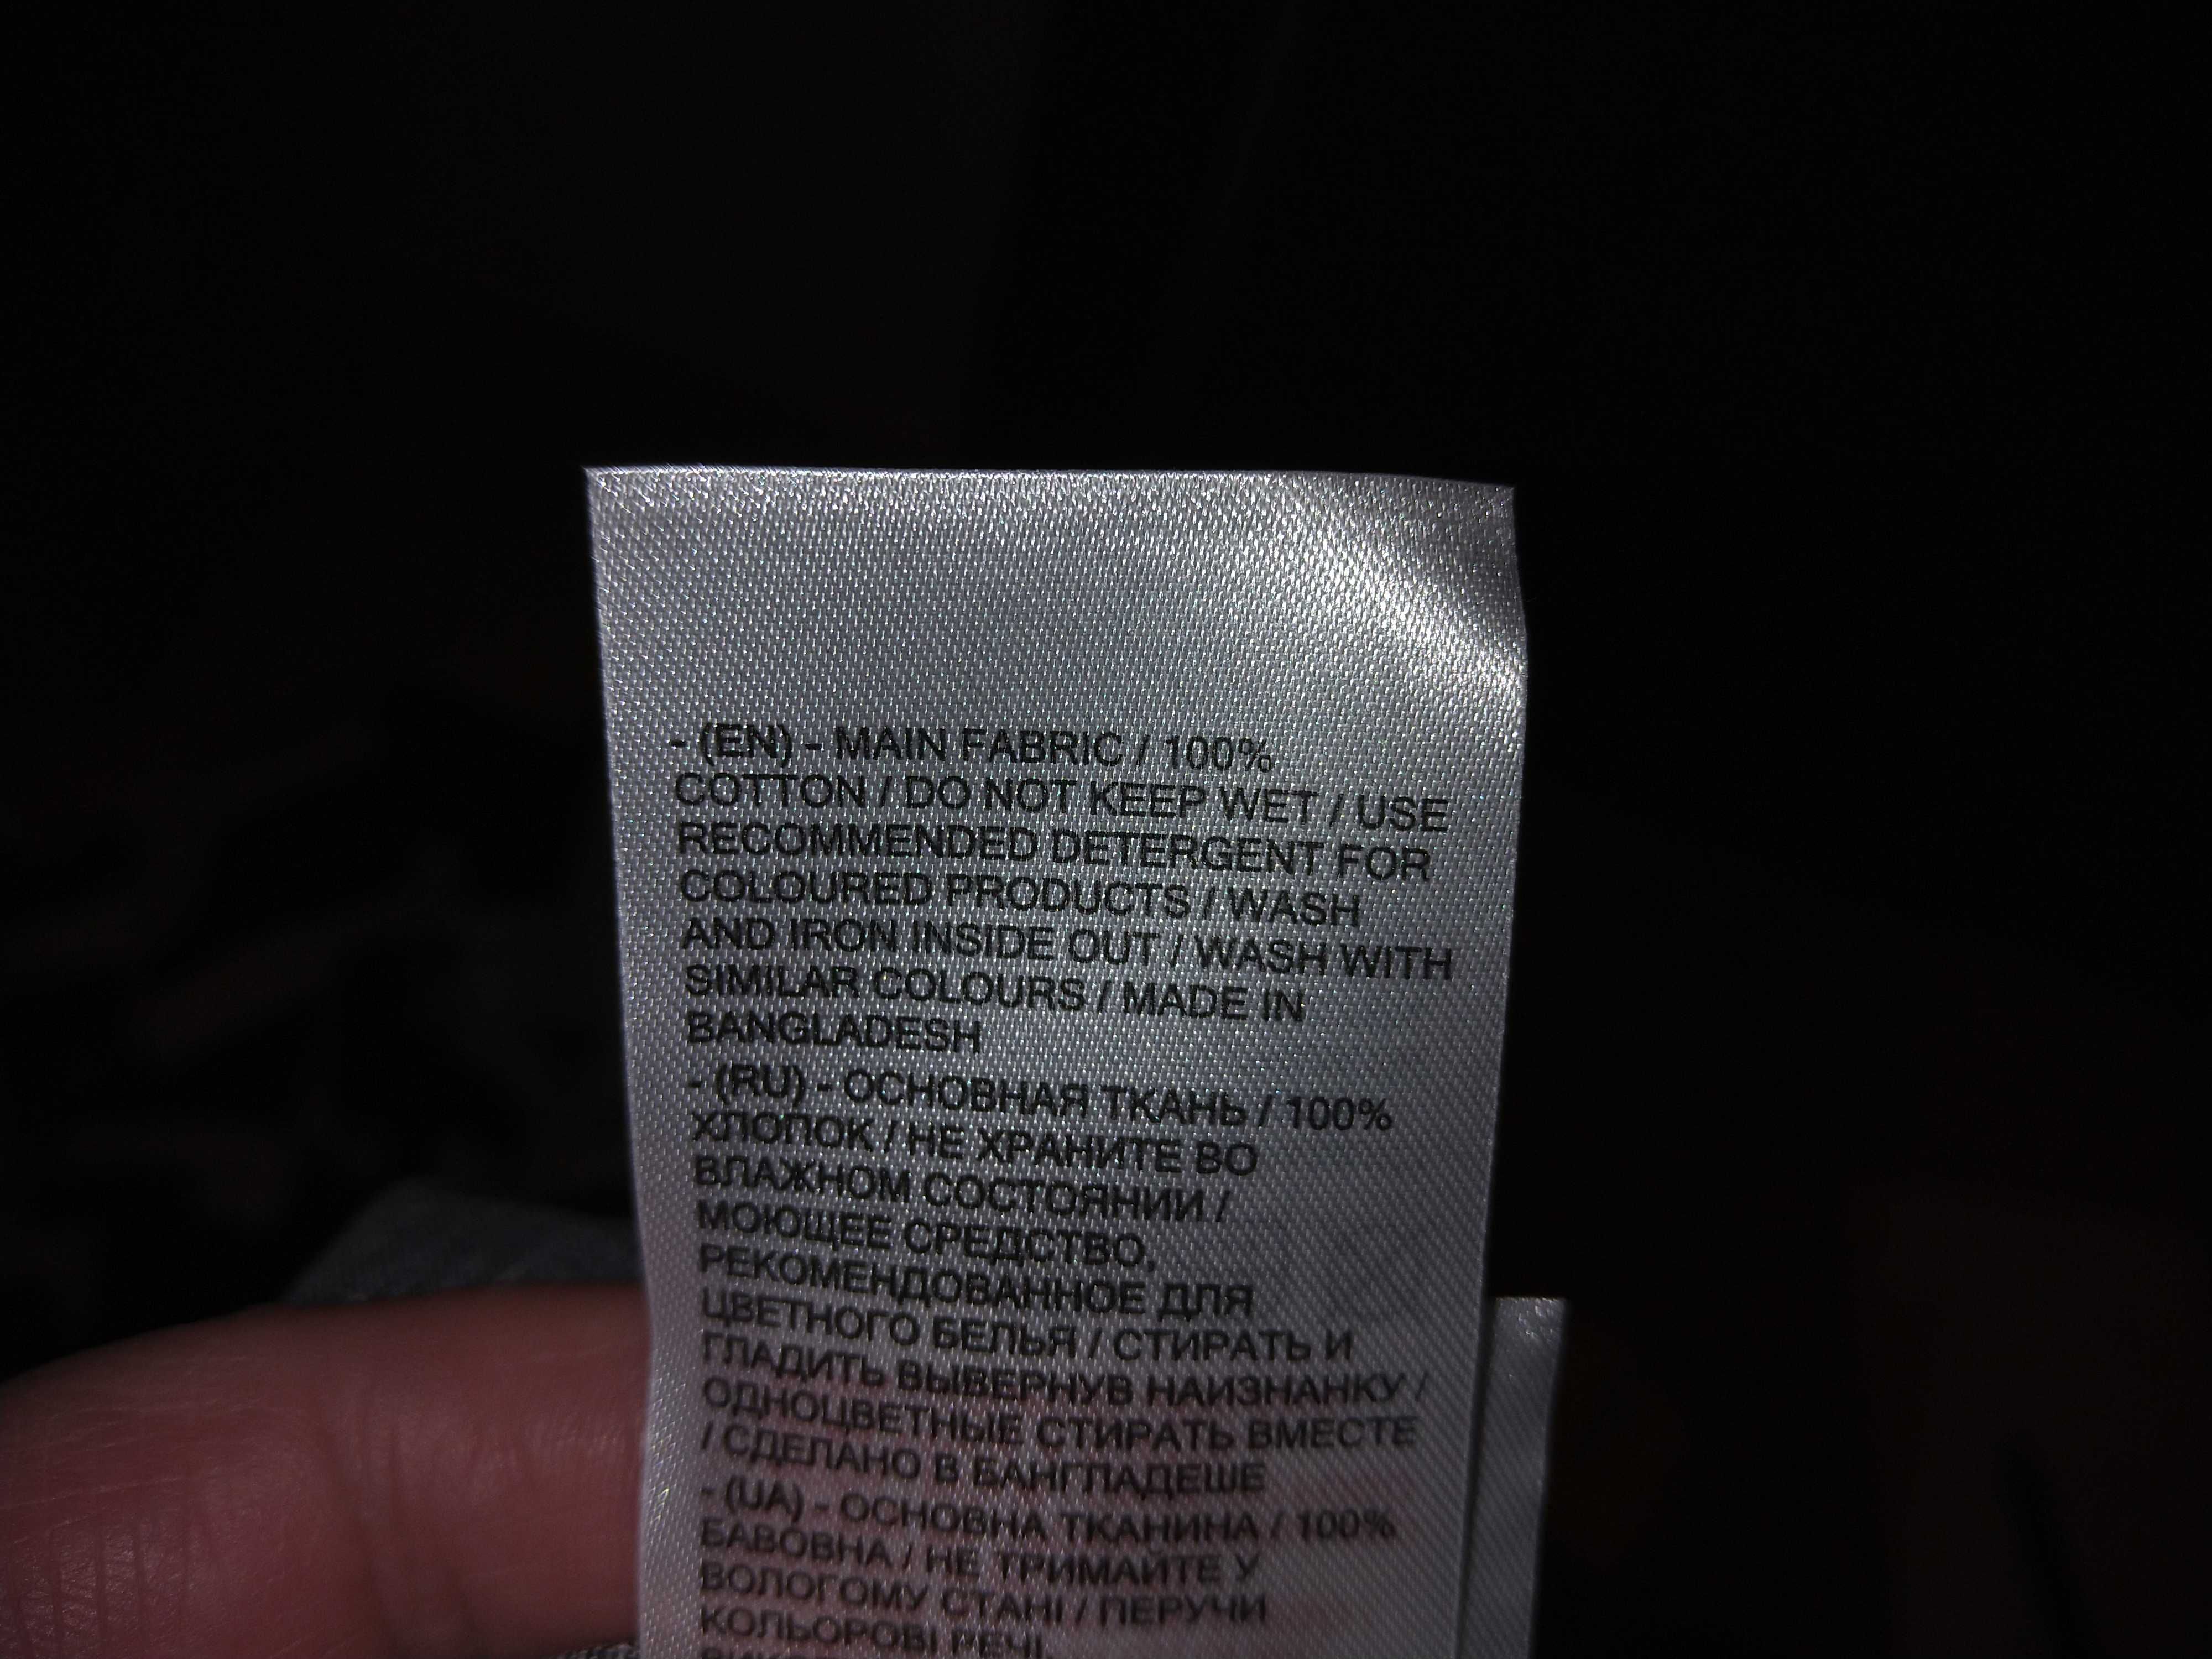 - (EN) - MAIN FABRIC / 100%
COTTON / DO NOT KEEP WET / USE
RECOMMENDED DETERGENT FOR
COLOURED PRODUCTS / WASH
AND IRON INSIDE OUT / WASH WITH
SIMILAR COLOURS / MADE IN
BANGLADESH
- (RU) - ОСНОВНАЯ ТКАНЬ / 100%
ХЛОПОК / НЕ ХРАНИТЕ ВО
ВЛАЖНОМ СОСТОЯНИИ /
МОЮЩЕЕ СРЕДСТВО,
РЕКОМЕНДОВАННОЕ ДЛЯ
ЦВЕТНОГО БЕЛЬЯ / СТИРАТЬ И
ГЛАДИТЬ ВЫВЕРНУВ НАИЗНАНКУ /
ОДНОЦВЕТНЫЕ СТИРАТЬ ВМЕСТЕ
/ СДЕЛАНО В БАНГЛАДЕШЕ
- (UA) - ОСНОВНА ТКАНИНА / 100%
БАВОВНА / НЕ ТРИМАЙТЕ У
ВОЛОГОМУ СТАНІ / ПЕРУЧИ
КОЛЬОРОВІ РЕЧІ,